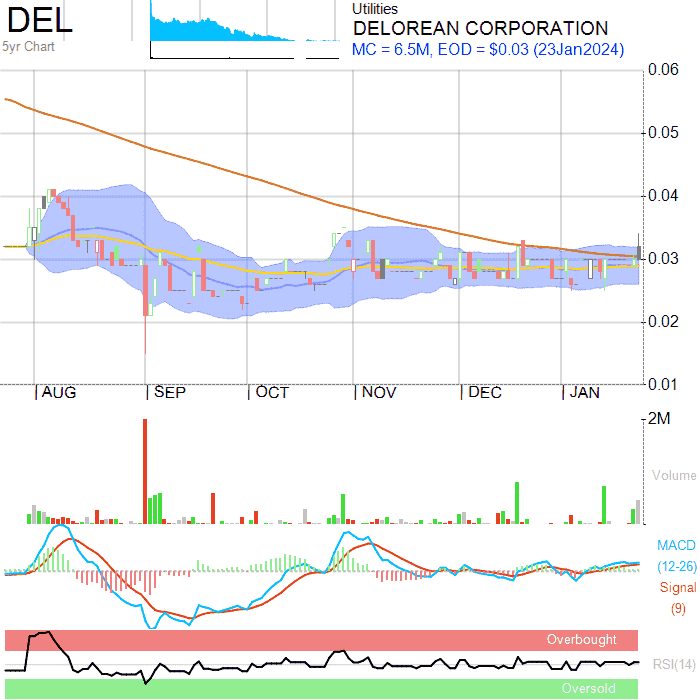 DEL
5yr Chart
Utilities
DELOREAN CORPORATION
MC = 6.5M, EOD = $0.03 (23Jan2024)
0.06
0.05
0.04
0.03
0.02
0.01
AUG SEP OCT NOV DEC JAN
2M
Volume
MACD
(12-26)
Signal
(9)
Overbought
RSI(14)
Oversold